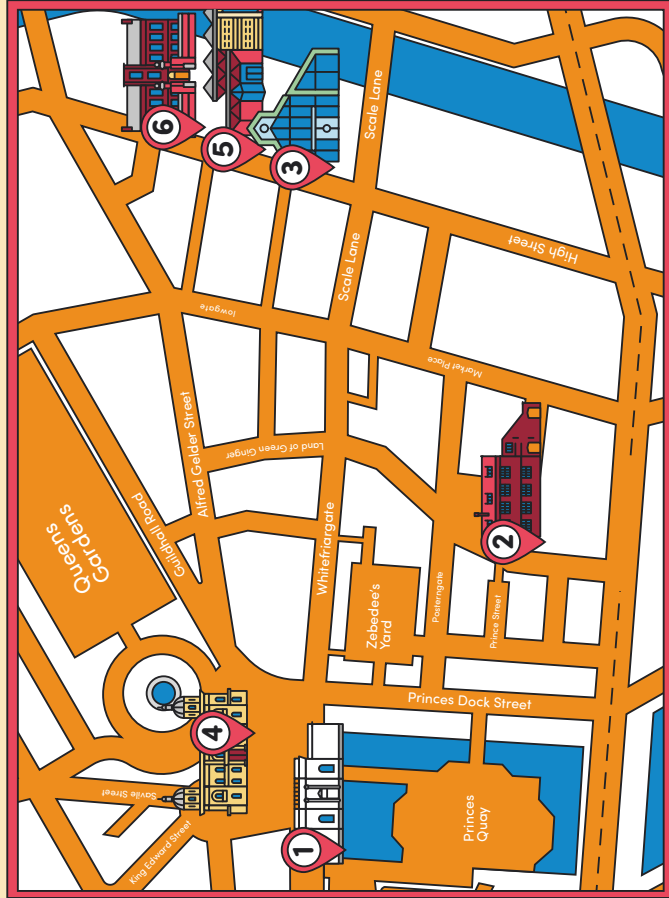 6
5
3
Scale Lane
Scale Lane
High Street
lowgate
Market Place
Queens
Gardens
Guildhall Road
Alfred Gelder Street
Land of Green Ginger
Whitefriargate
Zebedee's
Yard
Posterngate
2
Prince Street
Princes Dock Street
4
Savile Street
King Edward Street
1
Princes
Quay